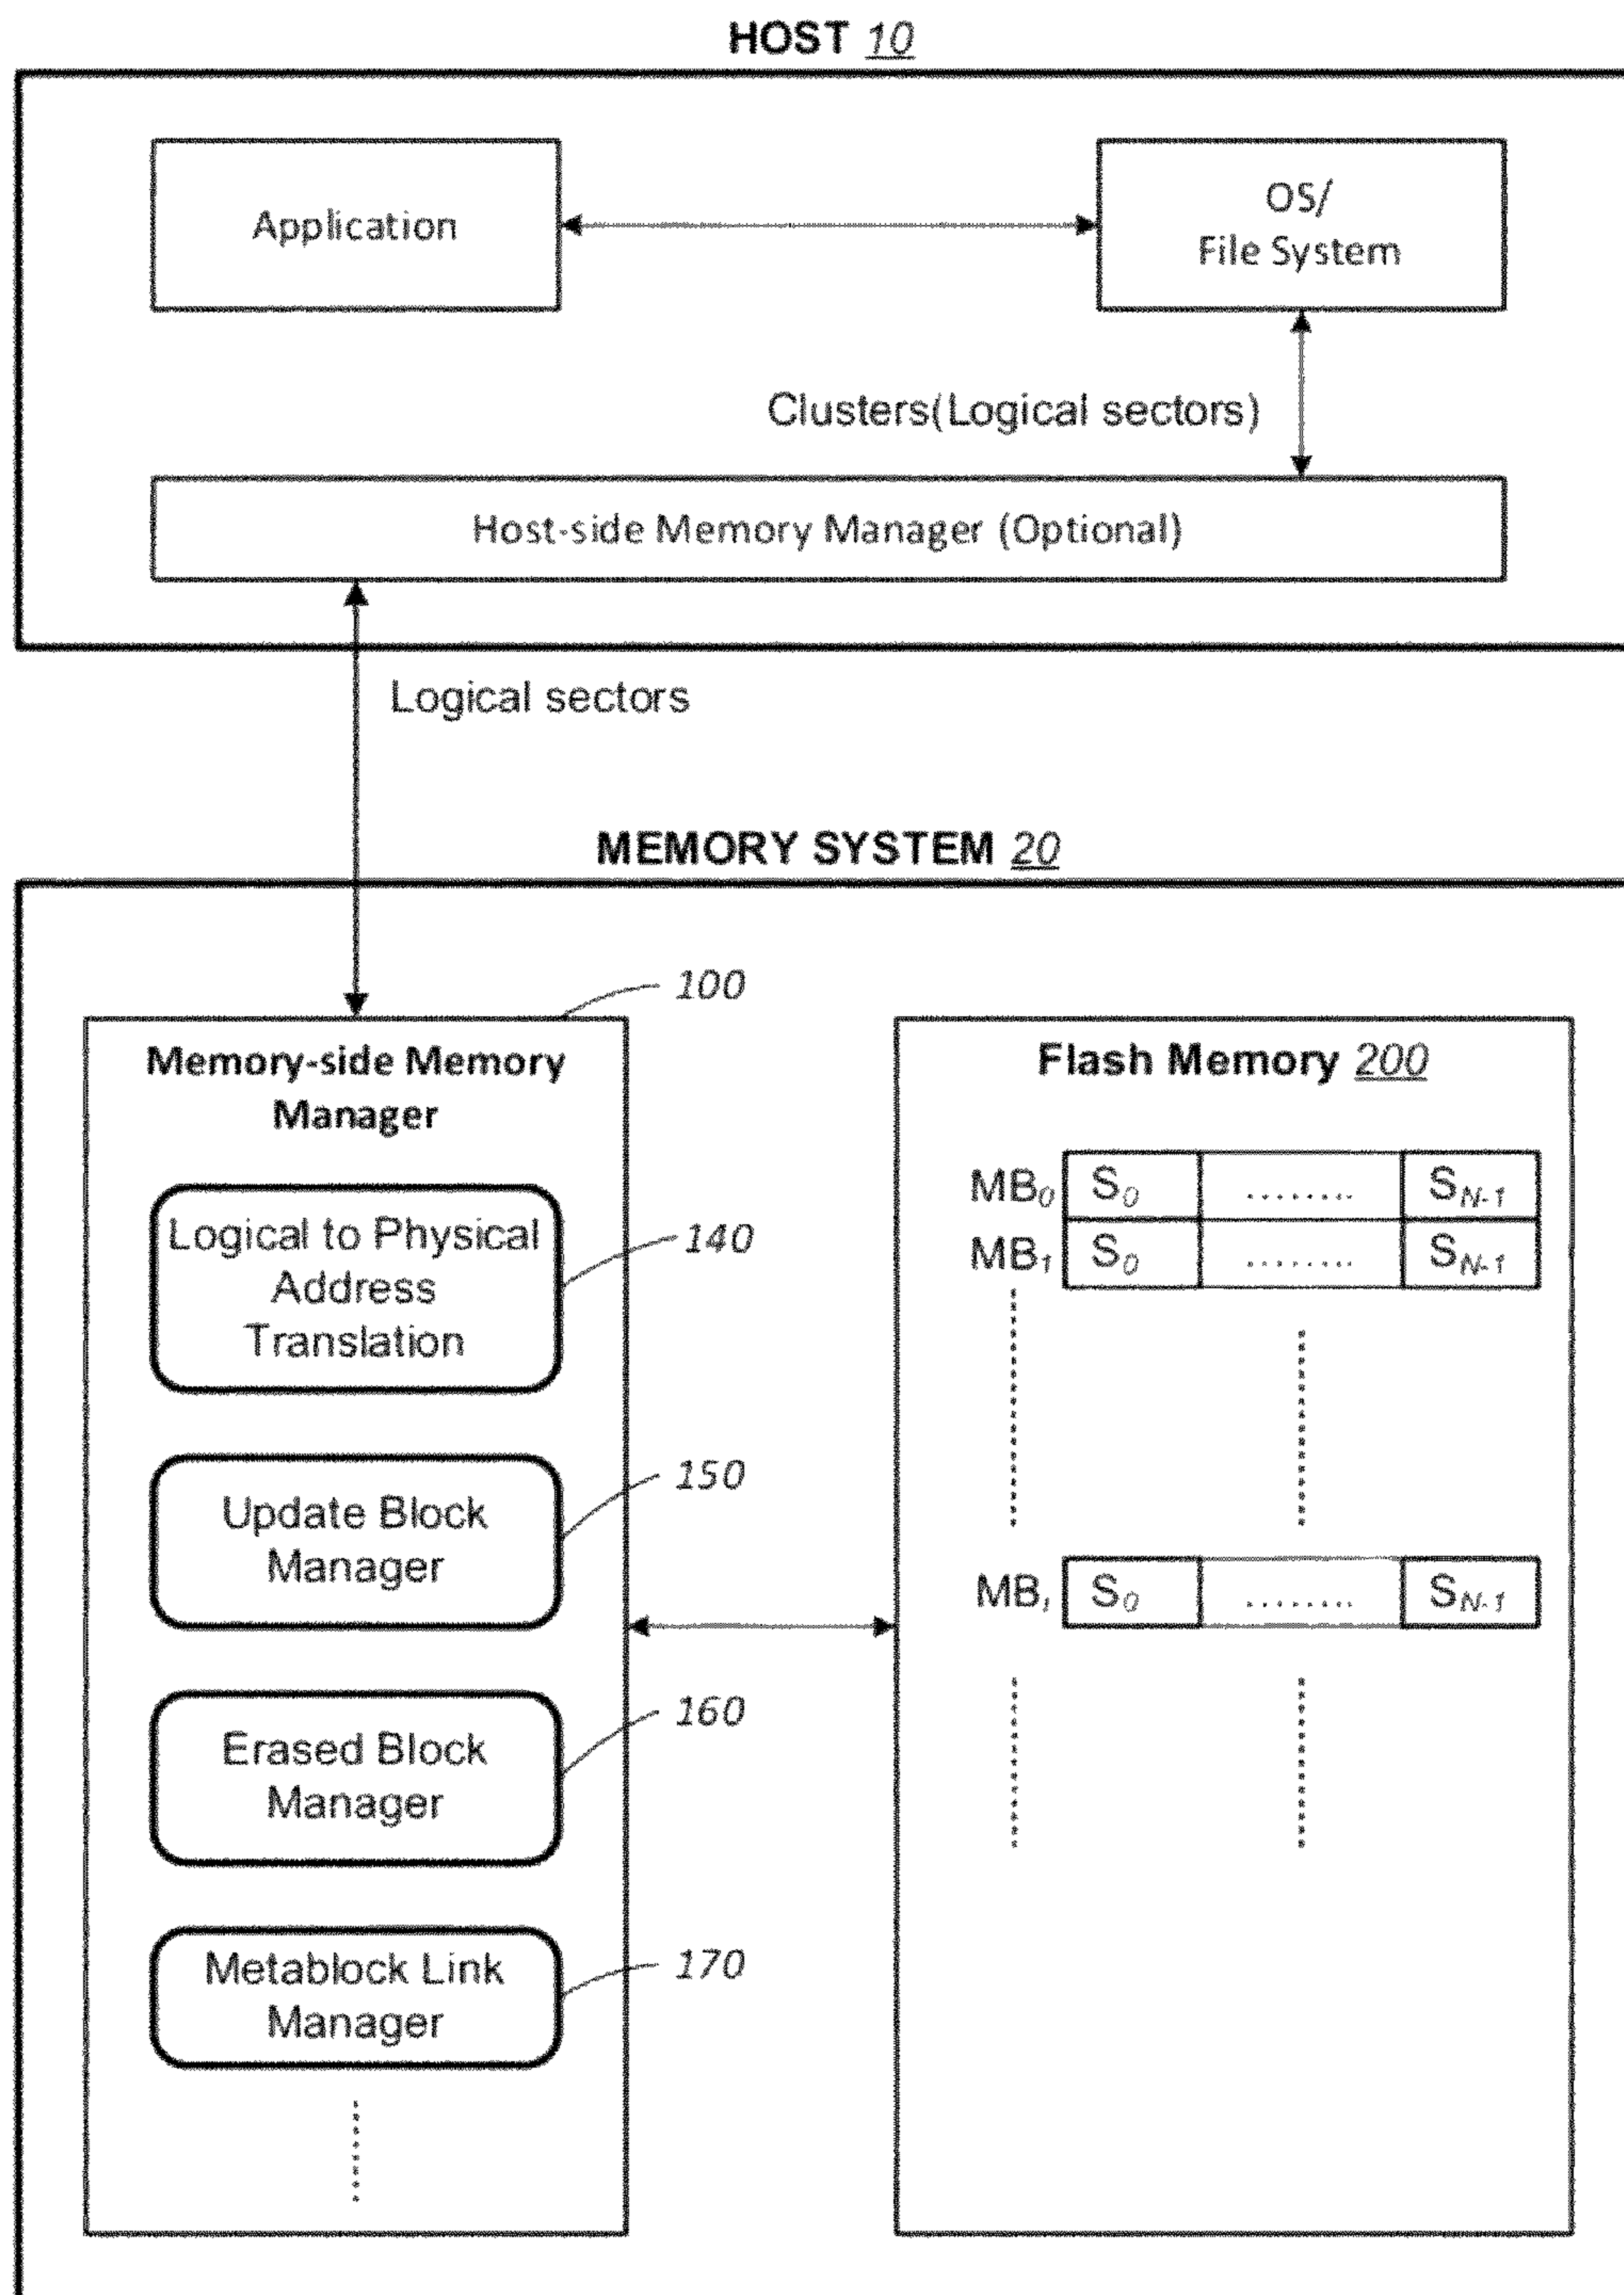 HOST 10
Application
OS/
File System
Clusters(Logical sectors)
Host-side Memory Manager (Optional)
Logical sectors
MEMORY SYSTEM 20
100
Memory-side Memory
Manager
Logical to Physical
Address
Translation
140
Update Block
Manager
150
Erased Block
Manager
160
Metablock Link
Manager
170
Flash Memory 200
MB0 S0 ........ SN-1
MB1 S0 ........ SN-1
MBi S0 ........ SN-1